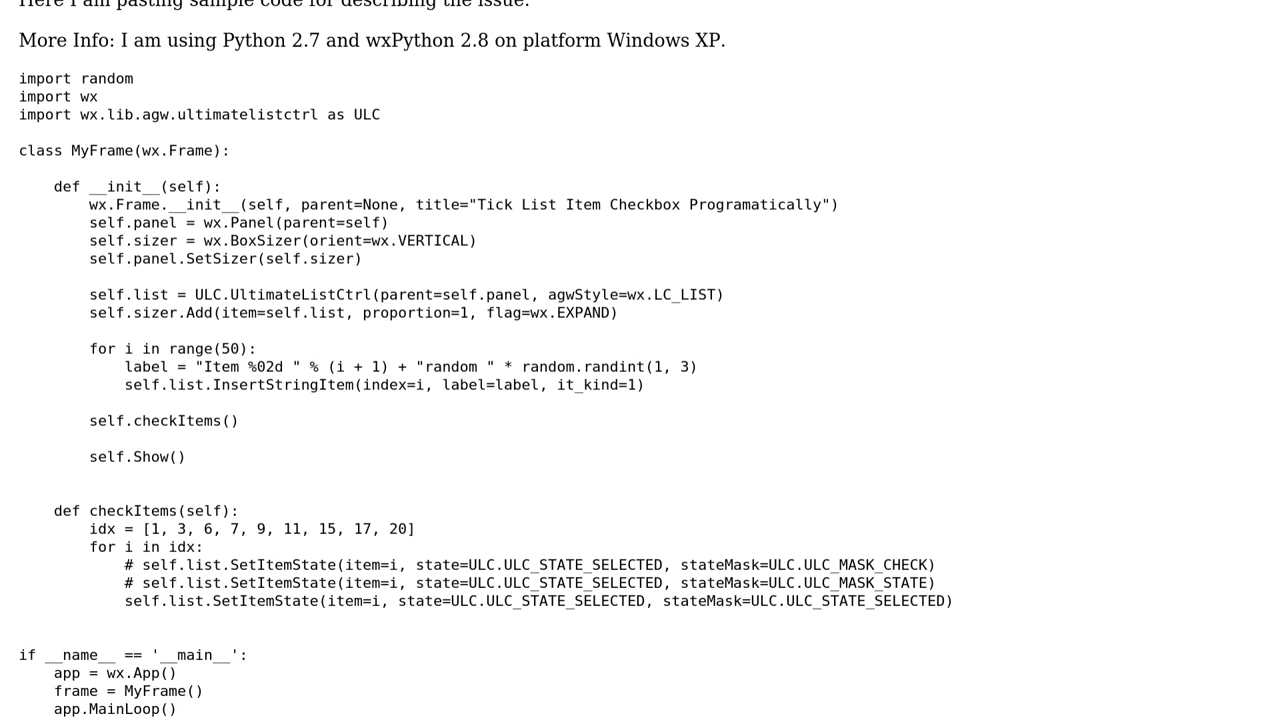 Here I am pasting sample code for describing the issue.
More Info: I am using Python 2.7 and wxPython 2.8 on platform Windows XP.
import random
import wx
import wx.lib.agw.ultimatelistctrl as ULC
class MyFrame(wx.Frame):
    def __init__(self):
        wx.Frame.__init__(self, parent=None, title="Tick List Item Checkbox Programatically")
        self.panel = wx.Panel(parent=self)
        self.sizer = wx.BoxSizer(orient=wx.VERTICAL)
        self.panel.SetSizer(self.sizer)
        self.list = ULC.UltimateListCtrl(parent=self.panel, agwStyle=wx.LC_LIST)
        self.sizer.Add(item=self.list, proportion=1, flag=wx.EXPAND)
        for i in range(50):
            label = "Item %02d " % (i + 1) + "random " * random.randint(1, 3)
            self.list.InsertStringItem(index=i, label=label, it_kind=1)
        self.checkItems()
        self.Show()
    def checkItems(self):
        idx = [1, 3, 6, 7, 9, 11, 15, 17, 20]
        for i in idx:
            # self.list.SetItemState(item=i, state=ULC.ULC_STATE_SELECTED, stateMask=ULC.ULC_MASK_CHECK)
            # self.list.SetItemState(item=i, state=ULC.ULC_STATE_SELECTED, stateMask=ULC.ULC_MASK_STATE)
            self.list.SetItemState(item=i, state=ULC.ULC_STATE_SELECTED, stateMask=ULC.ULC_STATE_SELECTED)
if __name__ == '__main__':
    app = wx.App()
    frame = MyFrame()
    app.MainLoop()